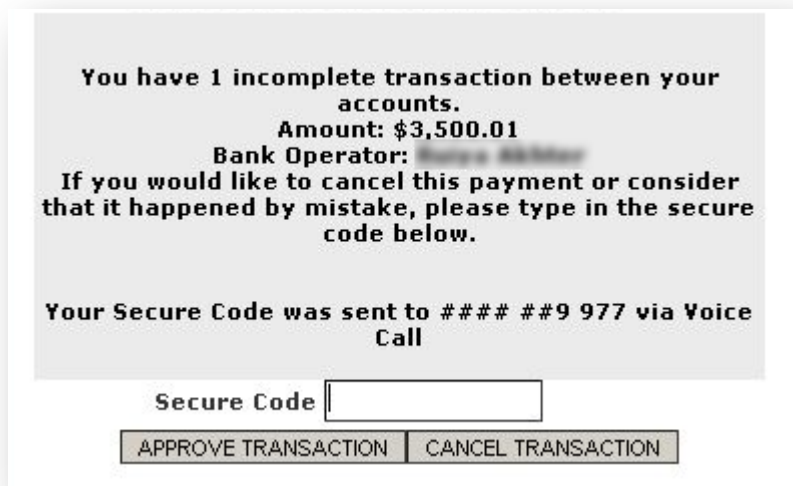 You have 1 incomplete transaction between your
accounts.
Amount: $3,500.01
Bank Operator:
If you would like to cancel this payment or consider
that it happened by mistake, please type in the secure
code below.
Your Secure Code was sent to #### ##9 977 via Voice
Call
Secure Code
APPROVE TRANSACTION CANCEL TRANSACTION